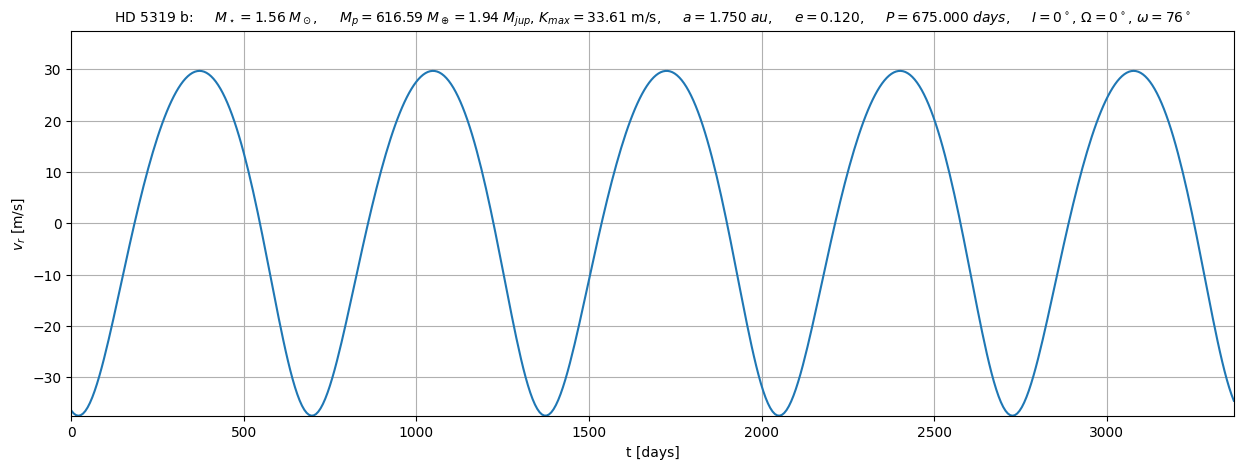 HD 5319 b: M⋆ = 1.56 M⊙, Mp = 616.59 M⊕ = 1.94 Mjup, Kmax = 33.61 m/s, a = 1.750 au, e = 0.120, P = 675.000 days, I = 0°, Ω = 0°, ω = 76°
30
20
10
0
−10
−20
−30
vr [m/s]
0 500 1000 1500 2000 2500 3000
t [days]